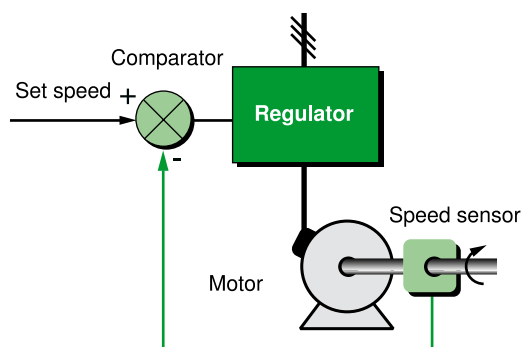 Comparator
Set speed
+
Regulator
-
Speed sensor
Motor